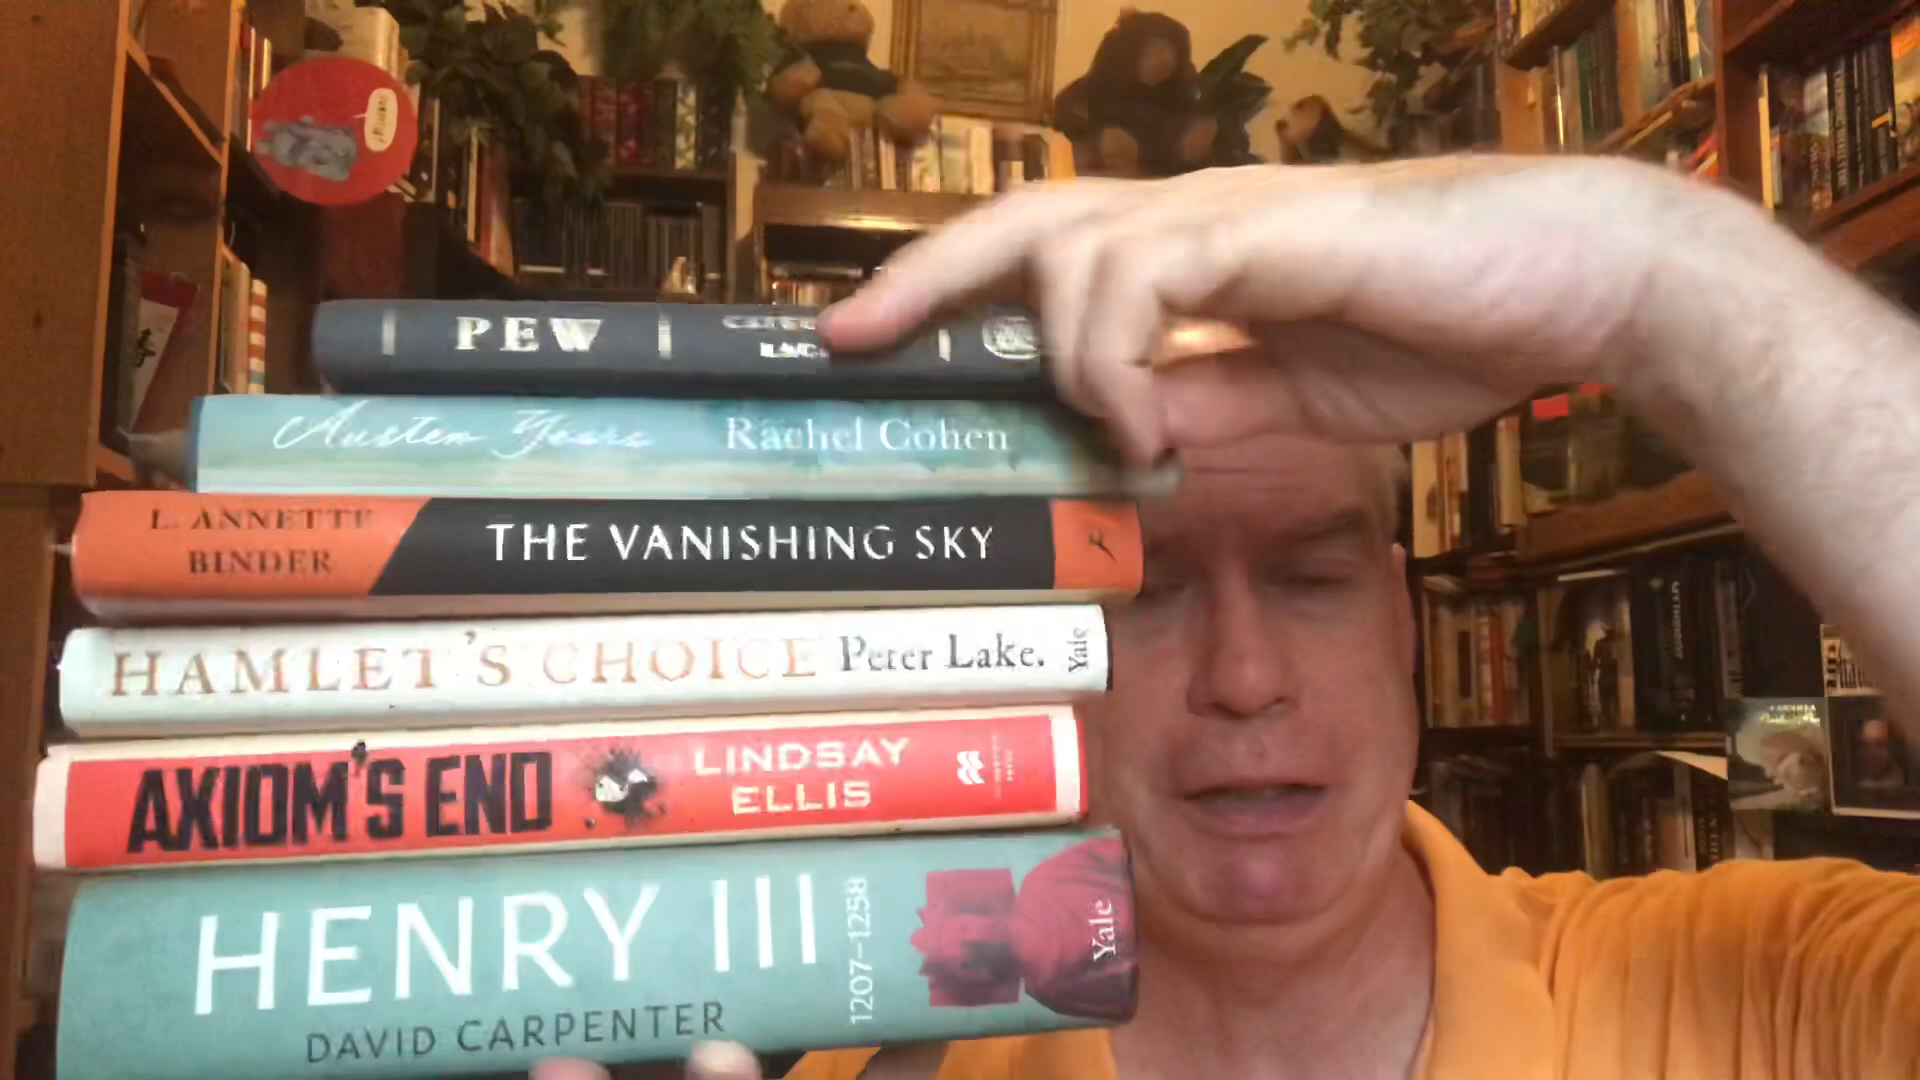 PEW
Austen Years Rachel Cohen
L. ANNETTE
BINDER
THE VANISHING SKY
HAMLET'S CHOICE Peter Lake. Yale
AXIOM'S END
LINDSAY
ELLIS
HENRY III
1207-1258
Yale
DAVID CARPENTER